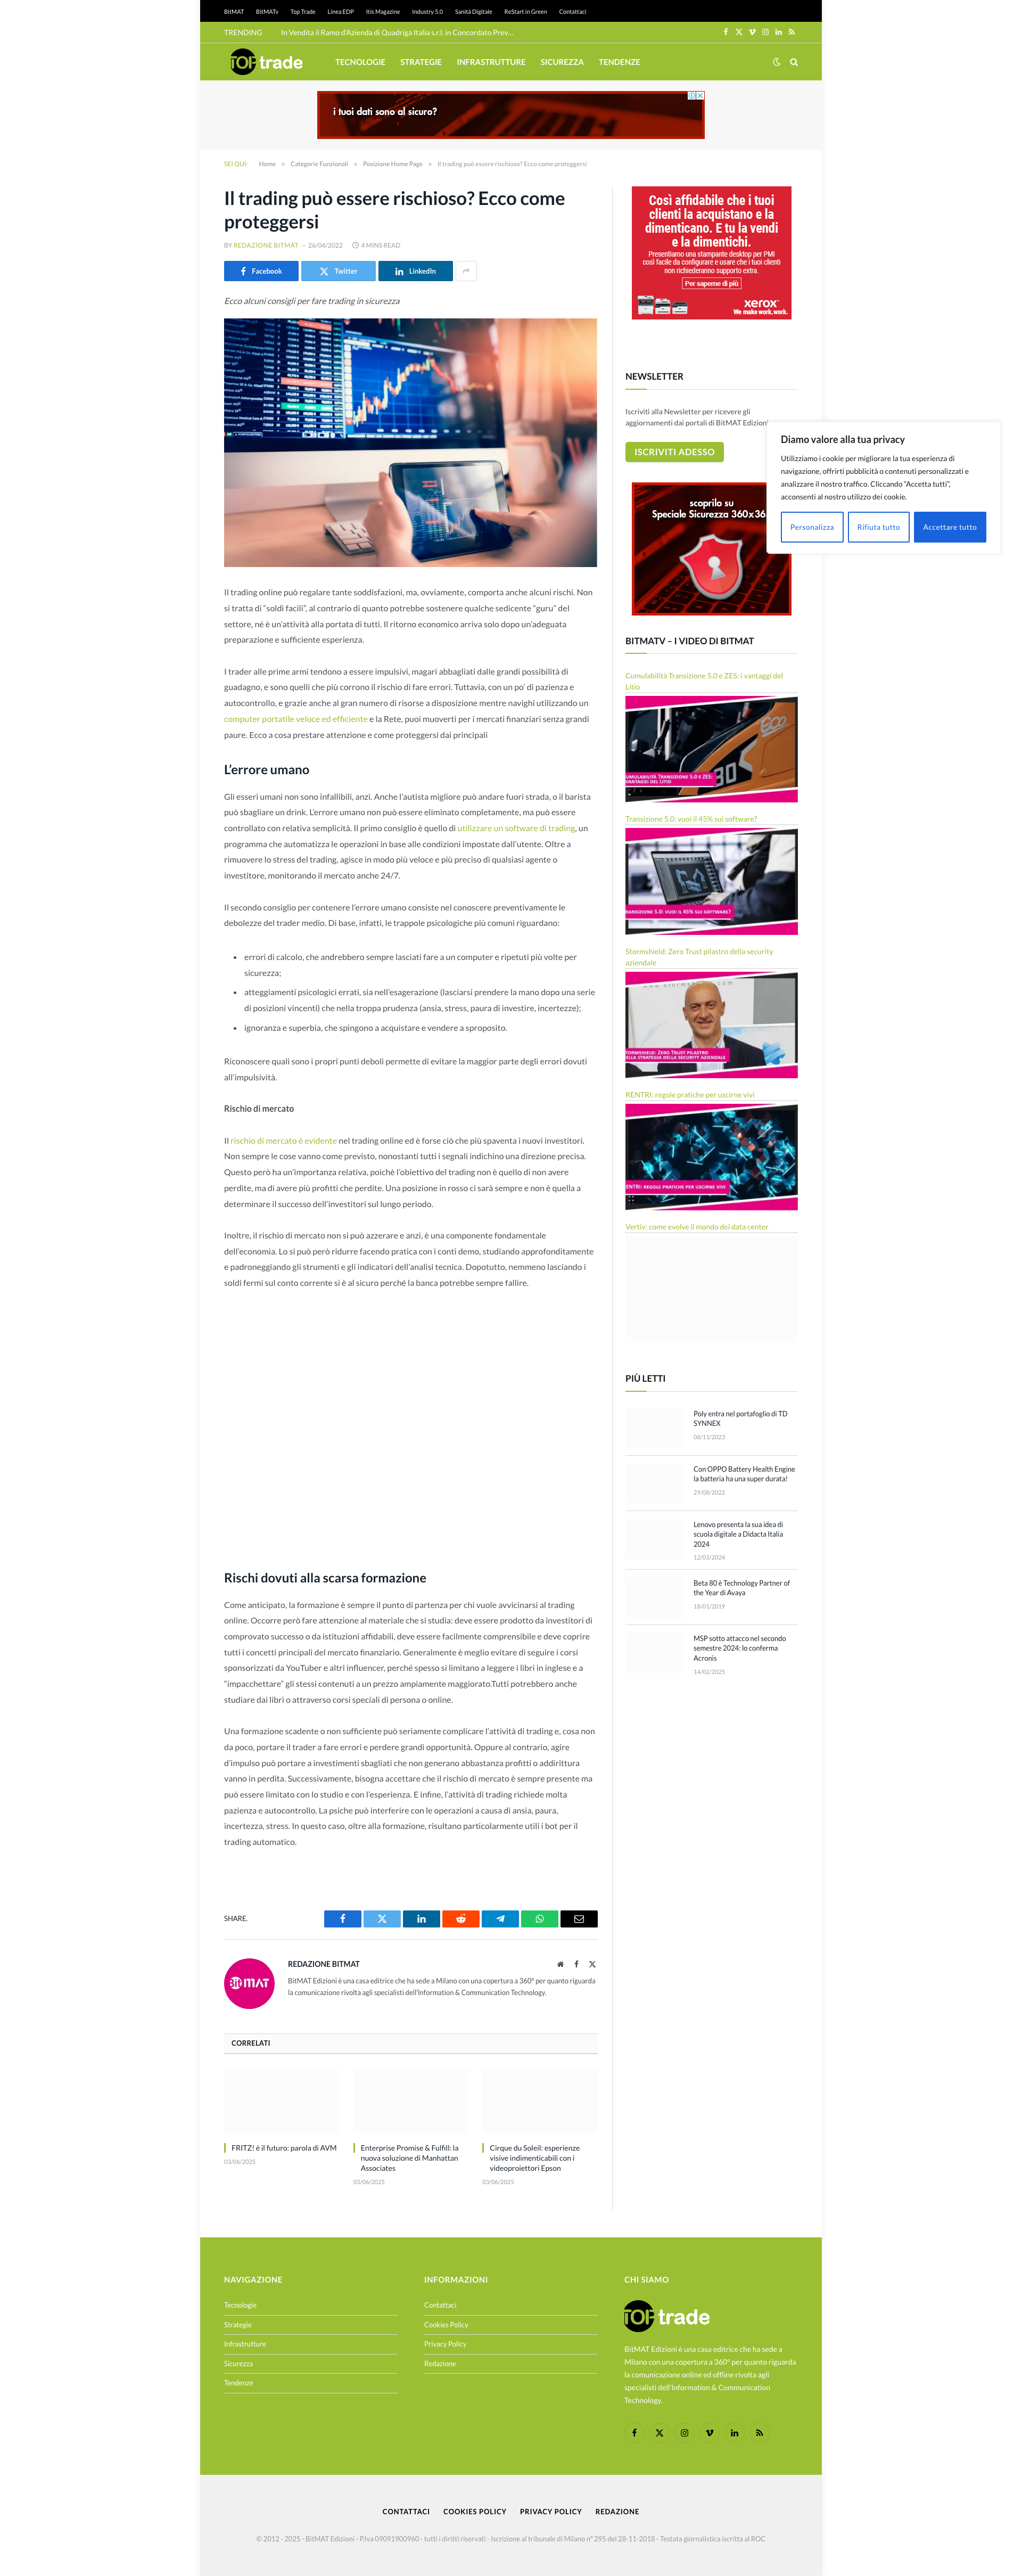 BitMAT BitMATv Top Trade Linea EDP Itis Magazine Industry 5.0 Sanità Digitale ReStart in Green Contattaci
TRENDING In Vendita il Ramo d'Azienda di Quadriga Italia s.r.l. in Concordato Prev...
TOP trade TECNOLOGIE STRATEGIE INFRASTRUTTURE SICUREZZA TENDENZE
i tuoi dati sono al sicuro?
SEI QUI: Home » Categorie Funzionali » Posizione Home Page » Il trading può essere rischioso? Ecco come proteggersi
Il trading può essere rischioso? Ecco come
proteggersi
BY REDAZIONE BITMAT – 26/04/2022 4 MINS READ
Facebook Twitter LinkedIn
Ecco alcuni consigli per fare trading in sicurezza
Il trading online può regalare tante soddisfazioni, ma, ovviamente, comporta anche alcuni rischi. Non
si tratta di "soldi facili", al contrario di quanto potrebbe sostenere qualche sedicente "guru" del
settore, né è un'attività alla portata di tutti. Il ritorno economico arriva solo dopo un'adeguata
preparazione e sufficiente esperienza.
I trader alle prime armi tendono a essere impulsivi, magari abbagliati dalle grandi possibilità di
guadagno, e sono quelli che più corrono il rischio di fare errori. Tuttavia, con un po' di pazienza e
autocontrollo, e grazie anche al gran numero di risorse a disposizione mentre navighi utilizzando un
computer portatile veloce ed efficiente e la Rete, puoi muoverti per i mercati finanziari senza grandi
paure. Ecco a cosa prestare attenzione e come proteggersi dai principali
L'errore umano
Gli esseri umani non sono infallibili, anzi. Anche l'autista migliore può andare fuori strada, o il barista
può sbagliare un drink. L'errore umano non può essere eliminato completamente, ma può essere
controllato con relativa semplicità. Il primo consiglio è quello di utilizzare un software di trading, un
programma che automatizza le operazioni in base alle condizioni impostate dall'utente. Oltre a
rimuovere lo stress del trading, agisce in modo più veloce e più preciso di qualsiasi agente o
investitore, monitorando il mercato anche 24/7.
Il secondo consiglio per contenere l'errore umano consiste nel conoscere preventivamente le
debolezze del trader medio. Di base, infatti, le trappole psicologiche più comuni riguardano:
• errori di calcolo, che andrebbero sempre lasciati fare a un computer e ripetuti più volte per
sicurezza;
• atteggiamenti psicologici errati, sia nell'esagerazione (lasciarsi prendere la mano dopo una serie
di posizioni vincenti) che nella troppa prudenza (ansia, stress, paura di investire, incertezze);
• ignoranza e superbia, che spingono a acquistare e vendere a sproposito.
Riconoscere quali sono i propri punti deboli permette di evitare la maggior parte degli errori dovuti
all'impulsività.
Rischio di mercato
Il rischio di mercato è evidente nel trading online ed è forse ciò che più spaventa i nuovi investitori.
Non sempre le cose vanno come previsto, nonostanti tutti i segnali indichino una direzione precisa.
Questo però ha un'importanza relativa, poichè l'obiettivo del trading non è quello di non avere
perdite, ma di avere più profitti che perdite. Una posizione in rosso ci sarà sempre e non è quella a
determinare il successo dell'investitori sul lungo periodo.
Inoltre, il rischio di mercato non si può azzerare e anzi, è una componente fondamentale
dell'economia. Lo si può però ridurre facendo pratica con i conti demo, studiando approfonditamente
e padroneggiando gli strumenti e gli indicatori dell'analisi tecnica. Dopotutto, nemmeno lasciando i
soldi fermi sul conto corrente si è al sicuro perché la banca potrebbe sempre fallire.
Rischi dovuti alla scarsa formazione
Come anticipato, la formazione è sempre il punto di partenza per chi vuole avvicinarsi al trading
online. Occorre però fare attenzione al materiale che si studia: deve essere prodotto da investitori di
comprovato successo o da istituzioni affidabili, deve essere facilmente comprensibile e deve coprire
tutti i concetti principali del mercato finanziario. Generalmente è meglio evitare di seguire i corsi
sponsorizzati da YouTuber e altri influencer, perché spesso si limitano a leggere i libri in inglese e a
"impacchettare" gli stessi contenuti a un prezzo ampiamente maggiorato.Tutti potrebbero anche
studiare dai libri o attraverso corsi speciali di persona o online.
Una formazione scadente o non sufficiente può seriamente complicare l'attività di trading e, cosa non
da poco, portare il trader a fare errori e perdere grandi opportunità. Oppure al contrario, agire
d'impulso può portare a investimenti sbagliati che non generano abbastanza profitti o addirittura
vanno in perdita. Successivamente, bisogna accettare che il rischio di mercato è sempre presente ma
può essere limitato con lo studio e con l'esperienza. E infine, l'attività di trading richiede molta
pazienza e autocontrollo. La psiche può interferire con le operazioni a causa di ansia, paura,
incertezza, stress. In questo caso, oltre alla formazione, risultano particolarmente utili i bot per il
trading automatico.
SHARE.
BitMAT
REDAZIONE BITMAT
BitMAT Edizioni è una casa editrice che ha sede a Milano con una copertura a 360° per quanto riguarda
la comunicazione rivolta agli specialisti dell'Information & Communication Technology.
CORRELATI
FRITZ! è il futuro: parola di AVM
03/06/2025
Enterprise Promise & Fulfill: la
nuova soluzione di Manhattan
Associates
03/06/2025
Cirque du Soleil: esperienze
visive indimenticabili con i
videoproiettori Epson
03/06/2025
Così affidabile che i tuoi
clienti la acquistano e la
dimenticano. E tu la vendi
e la dimentichi.
Presentiamo una stampante desktop per PMI
così facile da configurare e usare che i tuoi clienti
non richiederanno supporto extra.
Per saperne di più
xerox™
We make work, work.
NEWSLETTER
Iscriviti alla Newsletter per ricevere gli
aggiornamenti dai portali di BitMAT Edizioni
ISCRIVITI ADESSO
Diamo valore alla tua privacy
Utilizziamo i cookie per migliorare la tua esperienza di
navigazione, offrirti pubblicità o contenuti personalizzati e
analizzare il nostro traffico. Cliccando "Accetta tutti",
acconsenti al nostro utilizzo dei cookie.
Personalizza Rifiuta tutto Accettare tutto
scoprilo su
Speciale Sicurezza 360x36
BITMATV – I VIDEO DI BITMAT
Cumulabilità Transizione 5.0 e ZES: i vantaggi del
Litio
CUMULABILITÀ TRANSIZIONE 5.0 E ZES:
VANTAGGI DEL LITIO
Transizione 5.0: vuoi il 45% sui software?
TRANSIZIONE 5.0: VUOI IL 45% SUI SOFTWARE?
Stormshield: Zero Trust pilastro della security
aziendale
STORMSHIELD: ZERO TRUST PILASTRO
DELLA STRATEGIA DELLA SECURITY AZIENDALE
RENTRI: regole pratiche per uscirne vivi
RENTRI: REGOLE PRATICHE PER USCIRNE VIVI
Vertiv: come evolve il mondo dei data center
PIÙ LETTI
Poly entra nel portafoglio di TD
SYNNEX
08/11/2023
Con OPPO Battery Health Engine
la batteria ha una super durata!
29/08/2022
Lenovo presenta la sua idea di
scuola digitale a Didacta Italia
2024
12/03/2024
Beta 80 è Technology Partner of
the Year di Avaya
18/01/2019
MSP sotto attacco nel secondo
semestre 2024: lo conferma
Acronis
14/02/2025
NAVIGAZIONE
Tecnologie
Strategie
Infrastrutture
Sicurezza
Tendenze
INFORMAZIONI
Contattaci
Cookies Policy
Privacy Policy
Redazione
CHI SIAMO
TOP trade
BitMAT Edizioni è una casa editrice che ha sede a
Milano con una copertura a 360° per quanto riguarda
la comunicazione online ed offline rivolta agli
specialisti dell'Information & Communication
Technology.
CONTATTACI COOKIES POLICY PRIVACY POLICY REDAZIONE
© 2012 - 2025 - BitMAT Edizioni - P.Iva 09091900960 - tutti i diritti riservati - Iscrizione al tribunale di Milano n° 295 del 28-11-2018 - Testata giornalistica iscritta al ROC